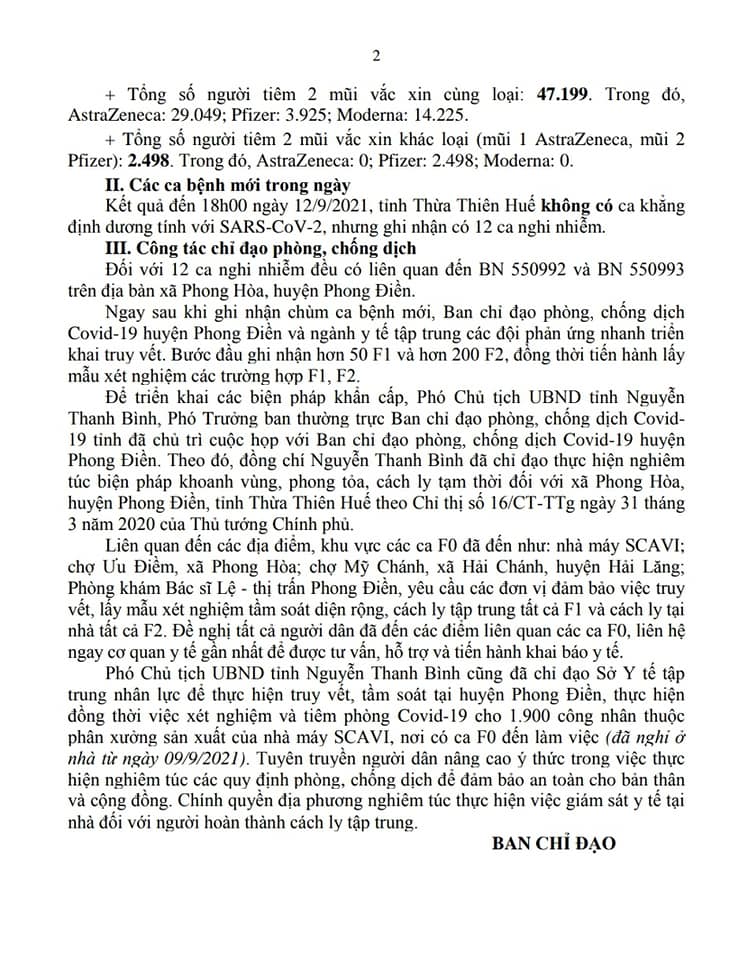 2
+ Tổng số người tiêm 2 mũi vắc xin cùng loại: 47.199. Trong đó,
AstraZeneca: 29.049; Pfizer: 3.925; Moderna: 14.225.
+ Tổng số người tiêm 2 mũi vắc xin khác loại (mũi 1 AstraZeneca, mũi 2
Pfizer): 2.498. Trong đó, AstraZeneca: 0; Pfizer: 2.498; Moderna: 0.
II. Các ca bệnh mới trong ngày
Kết quả đến 18h00 ngày 12/9/2021, tỉnh Thừa Thiên Huế không có ca khẳng
định dương tính với SARS-CoV-2, nhưng ghi nhận có 12 ca nghi nhiễm.
III. Công tác chỉ đạo phòng, chống dịch
Đối với 12 ca nghi nhiễm đều có liên quan đến BN 550992 và BN 550993
trên địa bàn xã Phong Hòa, huyện Phong Điền.
Ngay sau khi ghi nhận chùm ca bệnh mới, Ban chỉ đạo phòng, chống dịch
Covid-19 huyện Phong Điền và ngành y tế tập trung các đội phản ứng nhanh triển
khai truy vết. Bước đầu ghi nhận hơn 50 F1 và hơn 200 F2, đồng thời tiến hành lấy
mẫu xét nghiệm các trường hợp F1, F2.
Để triển khai các biện pháp khẩn cấp, Phó Chủ tịch UBND tỉnh Nguyễn
Thanh Bình, Phó Trưởng ban thường trực Ban chỉ đạo phòng, chống dịch Covid-
19 tỉnh đã chủ trì cuộc họp với Ban chỉ đạo phòng, chống dịch Covid-19 huyện
Phong Điền. Theo đó, đồng chí Nguyễn Thanh Bình đã chỉ đạo thực hiện nghiêm
túc biện pháp khoanh vùng, phong tỏa, cách ly tạm thời đối với xã Phong Hòa,
huyện Phong Điền, tỉnh Thừa Thiên Huế theo Chỉ thị số 16/CT-TTg ngày 31 tháng
3 năm 2020 của Thủ tướng Chính phủ.
Liên quan đến các địa điểm, khu vực các ca F0 đã đến như: nhà máy SCAVI;
chợ Ưu Điềm, xã Phong Hòa; chợ Mỹ Chánh, xã Hải Chánh, huyện Hải Lăng;
Phòng khám Bác sĩ Lệ - thị trấn Phong Điền, yêu cầu các đơn vị đảm bảo việc truy
vết, lấy mẫu xét nghiệm tầm soát diện rộng, cách ly tập trung tất cả F1 và cách ly tại
nhà tất cả F2. Đề nghị tất cả người dân đã đến các điểm liên quan các ca F0, liên hệ
ngay cơ quan y tế gần nhất để được tư vấn, hỗ trợ và tiến hành khai báo y tế.
Phó Chủ tịch UBND tỉnh Nguyễn Thanh Bình cũng đã chỉ đạo Sở Y tế tập
trung nhân lực để thực hiện truy vết, tầm soát tại huyện Phong Điền, thực hiện
đồng thời việc xét nghiệm và tiêm phòng Covid-19 cho 1.900 công nhân thuộc
phân xưởng sản xuất của nhà máy SCAVI, nơi có ca F0 đến làm việc (đã nghỉ ở
nhà từ ngày 09/9/2021). Tuyên truyền người dân nâng cao ý thức trong việc thực
hiện nghiêm túc các quy định phòng, chống dịch để đảm bảo an toàn cho bản thân
và cộng đồng. Chính quyền địa phương nghiêm túc thực hiện việc giám sát y tế tại
nhà đối với người hoàn thành cách ly tập trung.
BAN CHỈ ĐẠO